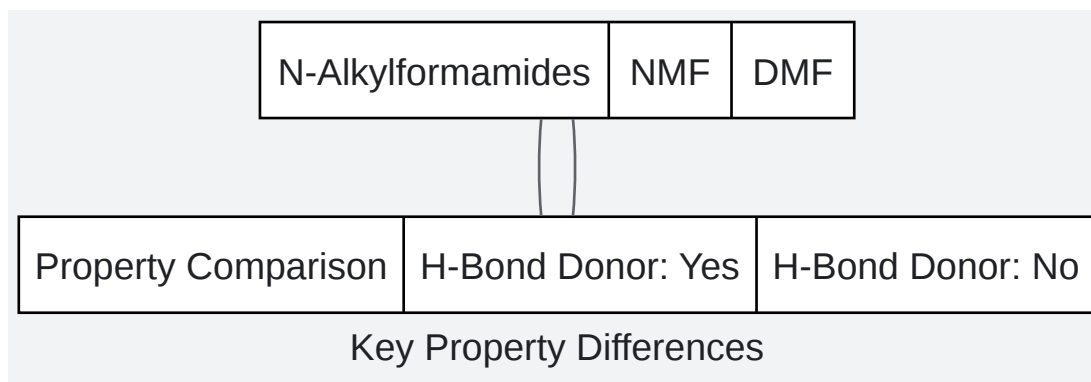 N-Alkylformamides NMF DMF
Property Comparison H-Bond Donor: Yes H-Bond Donor: No
Key Property Differences